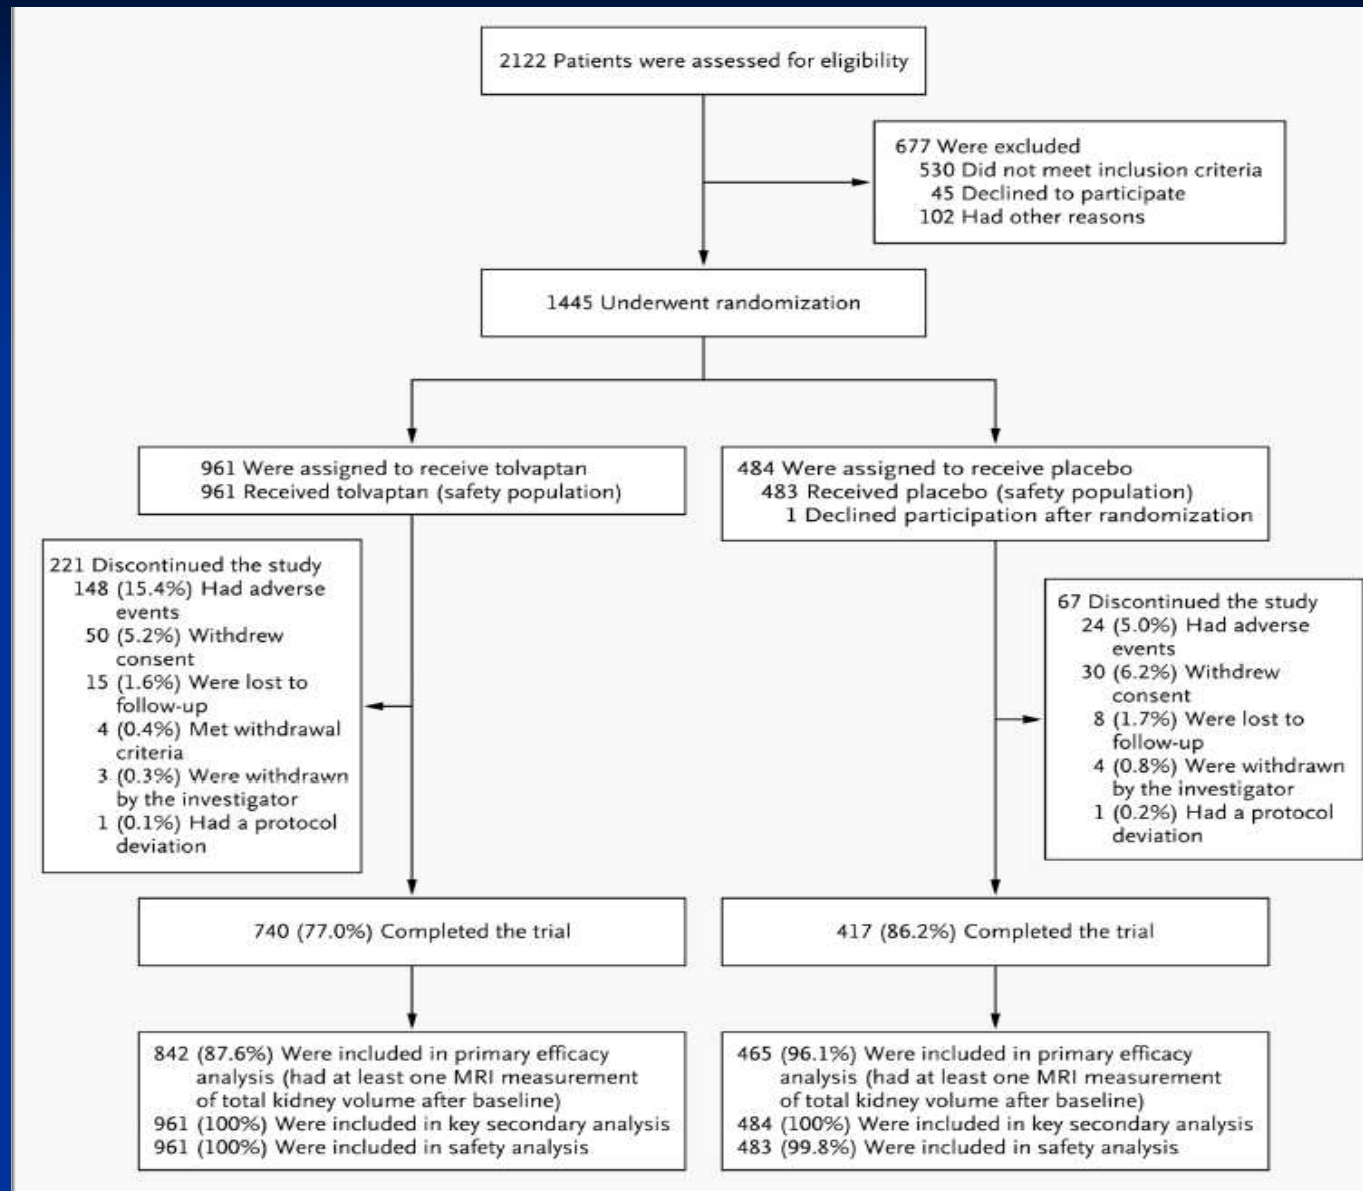 2122 Patients were assessed for eligibility
677 Were excluded
530 Did not meet inclusion criteria
45 Declined to participate
102 Had other reasons
1445 Underwent randomization
961 Were assigned to receive tolvaptan
961 Received tolvaptan (safety population)
484 Were assigned to receive placebo
483 Received placebo (safety population)
1 Declined participation after randomization
221 Discontinued the study
148 (15.4%) Had adverse
events
50 (5.2%) Withdrew
consent
15 (1.6%) Were lost to
follow-up
4 (0.4%) Met withdrawal
criteria
3 (0.3%) Were withdrawn
by the investigator
1 (0.1%) Had a protocol
deviation
67 Discontinued the study
24 (5.0%) Had adverse
events
30 (6.2%) Withdrew
consent
8 (1.7%) Were lost to
follow-up
4 (0.8%) Were withdrawn
by the investigator
1 (0.2%) Had a protocol
deviation
740 (77.0%) Completed the trial
417 (86.2%) Completed the trial
842 (87.6%) Were included in primary efficacy
analysis (had at least one MRI measurement
of total kidney volume after baseline)
961 (100%) Were included in key secondary analysis
961 (100%) Were included in safety analysis
465 (96.1%) Were included in primary efficacy
analysis (had at least one MRI measurement
of total kidney volume after baseline)
484 (100%) Were included in key secondary analysis
483 (99.8%) Were included in safety analysis